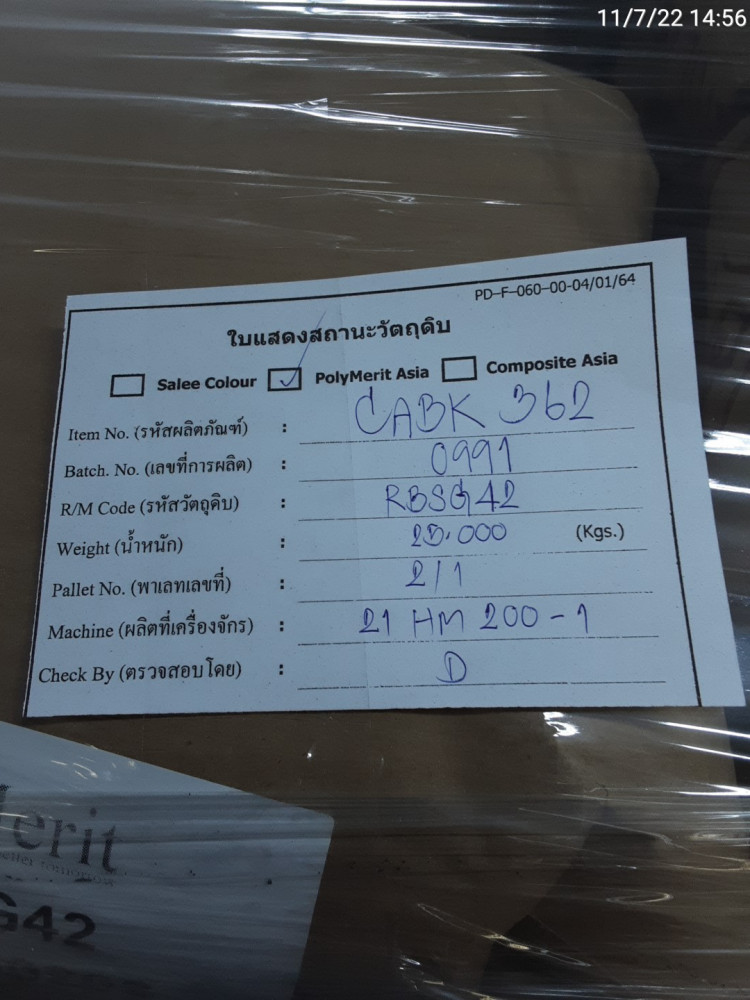 11/7/22 14:56
PD-F-060-00-04/01/64
ใบแสดงสถานะวัตถุดิบ
Salee Colour PolyMerit Asia Composite Asia
Item No. (รหัสผลิตภัณฑ์) : CABK 362
Batch. No. (เลขที่การผลิต) : 0991
R/M Code (รหัสวัตถุดิบ) : RBSG42
Weight (น้ำหนัก) : 25.000 (Kgs.)
Pallet No. (พาเลทเลขที่) : 2/1
Machine (ผลิตที่เครื่องจักร) : 21 HM 200-1
Check By (ตรวจสอบโดย) : D
Merit
G42